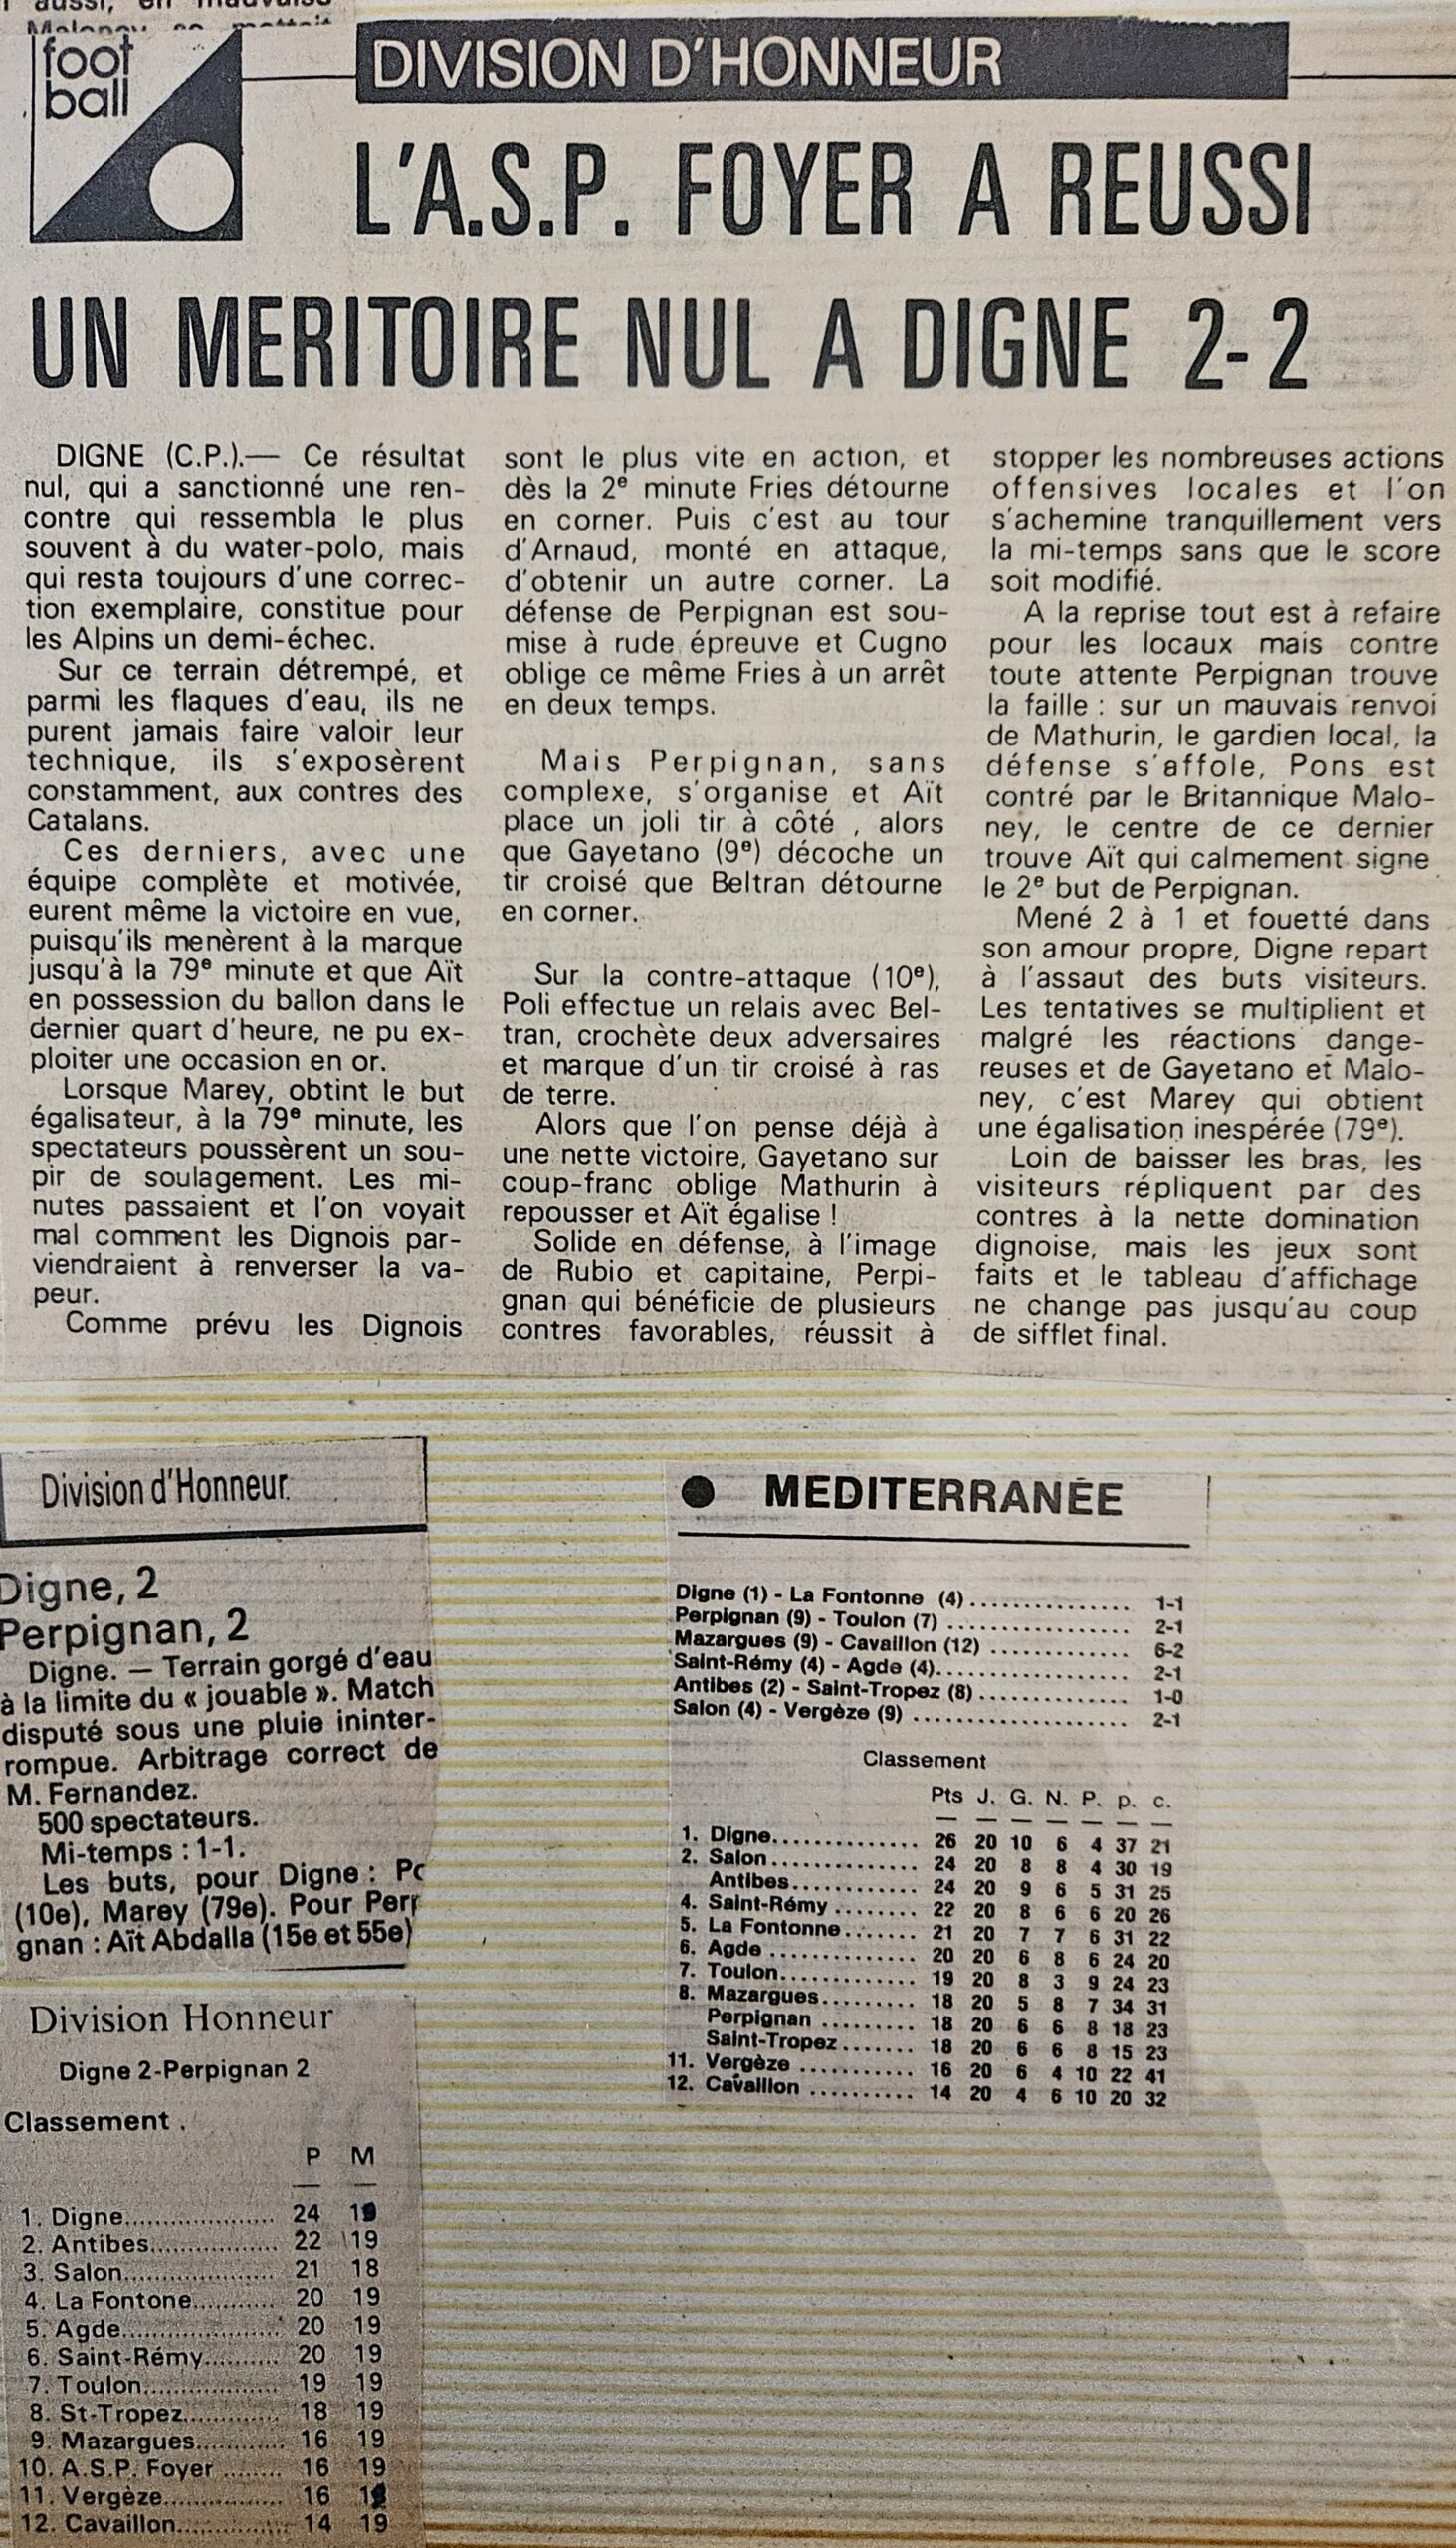 aussi, en mauvaise
foot
ball
DIVISION D'HONNEUR
L'A.S.P. FOYER A REUSSI
UN MERITOIRE NUL A DIGNE 2-2
DIGNE (C.P.).— Ce résultat
nul, qui a sanctionné une ren-
contre qui ressembla le plus
souvent à du water-polo, mais
qui resta toujours d'une correc-
tion exemplaire, constitue pour
les Alpins un demi-échec.
Sur ce terrain détrempé, et
parmi les flaques d'eau, ils ne
purent jamais faire valoir leur
technique, ils s'exposèrent
constamment, aux contres des
Catalans.
Ces derniers, avec une
équipe complète et motivée,
eurent même la victoire en vue,
puisqu'ils menèrent à la marque
jusqu'à la 79e minute et que Aït
en possession du ballon dans le
dernier quart d'heure, ne pu ex-
ploiter une occasion en or.
Lorsque Marey, obtint le but
égalisateur, à la 79e minute, les
spectateurs poussèrent un sou-
pir de soulagement. Les mi-
nutes passaient et l'on voyait
mal comment les Dignois par-
viendraient à renverser la va-
peur.
Comme prévu les Dignois
sont le plus vite en action, et
dès la 2e minute Fries détourne
en corner. Puis c'est au tour
d'Arnaud, monté en attaque,
d'obtenir un autre corner. La
défense de Perpignan est sou-
mise à rude épreuve et Cugno
oblige ce même Fries à un arrêt
en deux temps.
Mais Perpignan, sans
complexe, s'organise et Aït
place un joli tir à côté , alors
que Gayetano (9e) décoche un
tir croisé que Beltran détourne
en corner.
Sur la contre-attaque (10e),
Poli effectue un relais avec Bel-
tran, crochète deux adversaires
et marque d'un tir croisé à ras
de terre.
Alors que l'on pense déjà à
une nette victoire, Gayetano sur
coup-franc oblige Mathurin à
repousser et Aït égalise !
Solide en défense, à l'image
de Rubio et capitaine, Perpi-
gnan qui bénéficie de plusieurs
contres favorables, réussit à
stopper les nombreuses actions
offensives locales et l'on
s'achemine tranquillement vers
la mi-temps sans que le score
soit modifié.
A la reprise tout est à refaire
pour les locaux mais contre
toute attente Perpignan trouve
la faille : sur un mauvais renvoi
de Mathurin, le gardien local, la
défense s'affole, Pons est
contré par le Britannique Malo-
ney, le centre de ce dernier
trouve Aït qui calmement signe
le 2e but de Perpignan.
Mené 2 à 1 et fouetté dans
son amour propre, Digne repart
à l'assaut des buts visiteurs.
Les tentatives se multiplient et
malgré les réactions dange-
reuses et de Gayetano et Malo-
ney, c'est Marey qui obtient
une égalisation inespérée (79e).
Loin de baisser les bras, les
visiteurs répliquent par des
contres à la nette domination
dignoise, mais les jeux sont
faits et le tableau d'affichage
ne change pas jusqu'au coup
de sifflet final.
Division d'Honneur
Digne, 2
Perpignan, 2
Digne. — Terrain gorgé d'eau
à la limite du « jouable ». Match
disputé sous une pluie ininter-
rompue. Arbitrage correct de
M. Fernandez.
500 spectateurs.
Mi-temps : 1-1.
Les buts, pour Digne :
(10e), Marey (79e). Pour
gnan : Aït Abdalla (15e et 55e)
Division Honneur
Digne 2-Perpignan 2
Classement .
P M
1. Digne.................... 24 19
2. Antibes................. 22 19
3. Salon.................... 21 18
4. La Fontone........... 20 19
5. Agde..................... 20 19
6. Saint-Rémy.......... 20 19
7. Toulon.................. 19 19
8. St-Tropez............. 18 19
9. Mazargues........... 16 19
10. A.S.P. Foyer ........ 16 19
11. Vergèze................ 16
12. Cavaillon.............. 14 19
● MEDITERRANÉE
Digne (1) - La Fontonne (4) ............... 1-1
Perpignan (9) - Toulon (7) .................. 2-1
Mazargues (9) - Cavaillon (12) ............. 6-2
Saint-Rémy (4) - Agde (4)................... 2-1
Antibes (2) - Saint-Tropez (8) .............. 1-0
Salon (4) - Vergèze (9) ..................... 2-1
Classement
Pts J. G. N. P. p. c.
1. Digne.............. 26 20 10 6 4 37 21
2. Salon.............. 24 20 8 8 4 30 19
Antibes............ 24 20 9 6 5 31 25
4. Saint-Rémy ........ 22 20 8 6 6 20 26
5. La Fontonne....... 21 20 7 7 6 31 22
6. Agde .............. 20 20 6 8 6 24 20
7. Toulon............. 19 20 8 3 9 24 23
8. Mazargues......... 18 20 5 8 7 34 31
Perpignan ......... 18 20 6 6 8 18 23
Saint-Tropez....... 18 20 6 6 8 15 23
11. Vergèze ........... 16 20 6 4 10 22 41
12. Cavaillon .......... 14 20 4 6 10 20 32